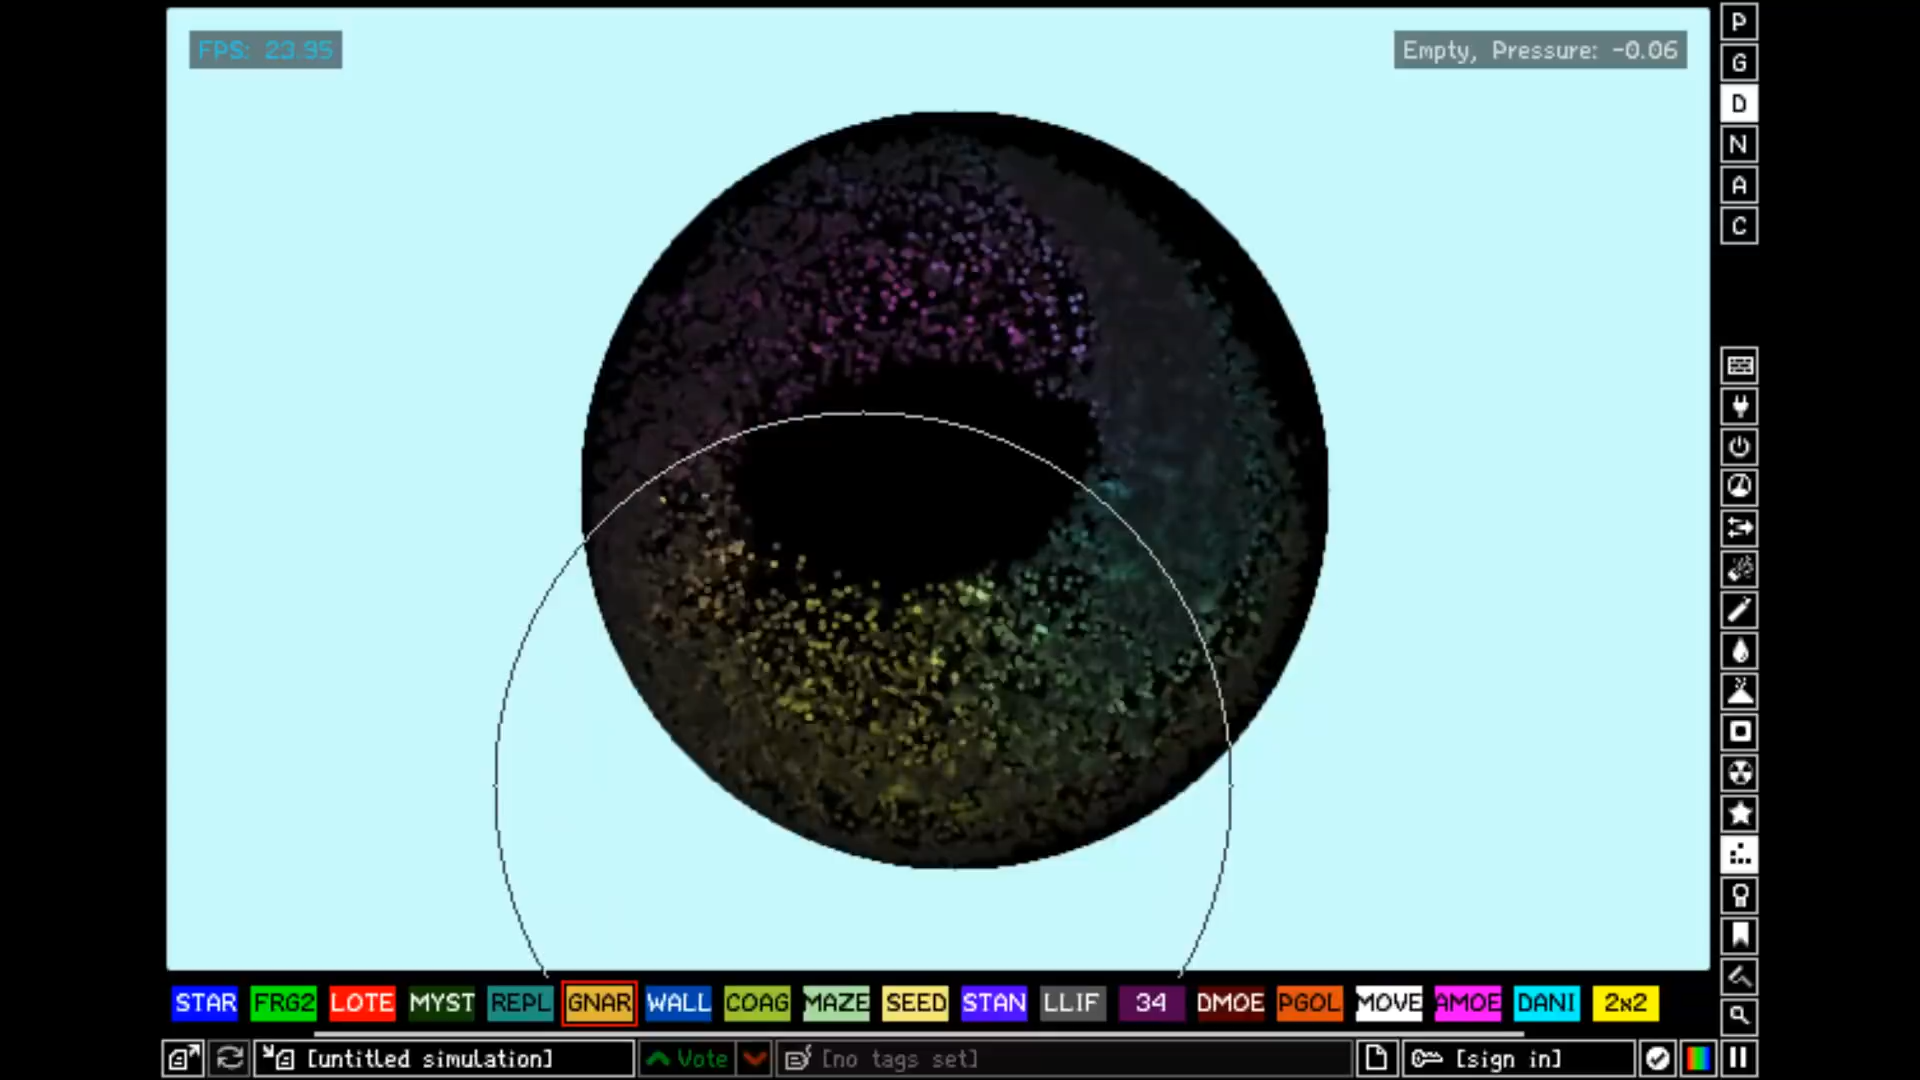 FPS: 23.95
Empty, Pressure: -0.06
P
G
D
N
A
C
STAR FRG2 LOTE MYST REPL GNAR WALL COAG MAZE SEED STAN LLIF 34 DMOE PGOL MOVE AMOE DANI 2x2
[untitled simulation] Vote [no tags set] [sign in]